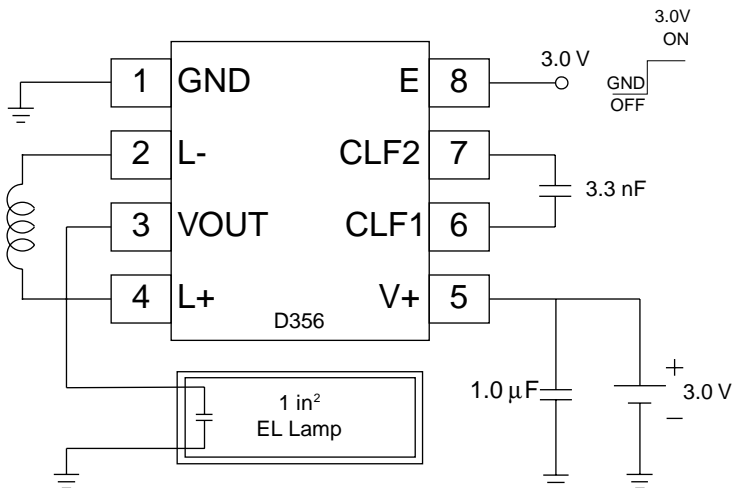 3.0V
ON
GND
OFF
3.0 V
1 GND
E 8
2 L-
CLF2 7
3.3 nF
3 VOUT
CLF1 6
4 L+
V+ 5
D356
1 in²
EL Lamp
1.0 µF
+
3.0 V
−